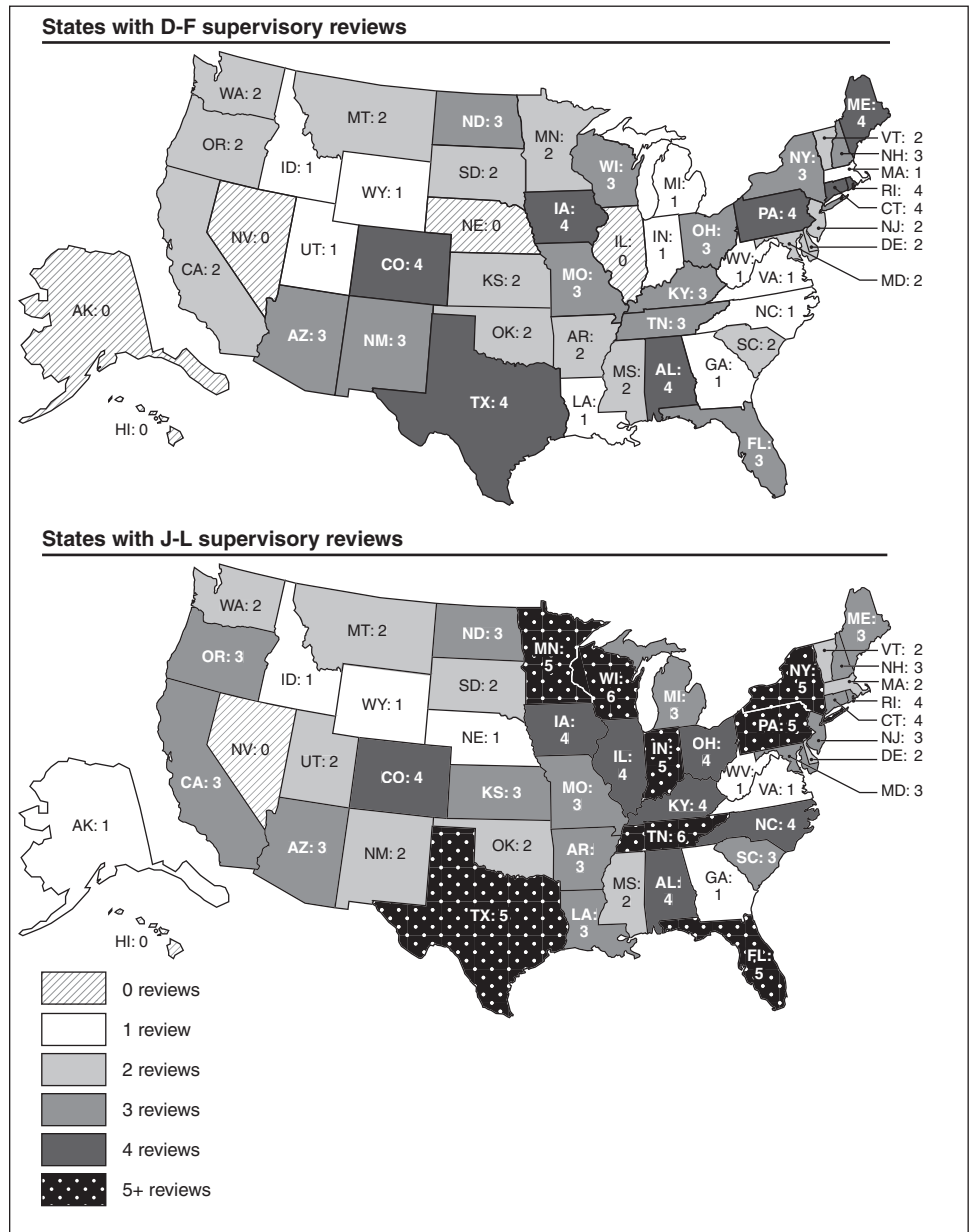 States with D-F supervisory reviews
WA: 2
OR: 2
CA: 2
NV: 0
ID: 1
MT: 2
WY: 1
UT: 1
AZ: 3
CO: 4
NM: 3
ND: 3
SD: 2
NE: 0
KS: 2
OK: 2
TX: 4
MN:
2
IA:
4
MO:
3
AR:
2
LA:
1
WI:
3
IL:
0
MI:
1
IN:
1
OH:
3
KY: 3
TN: 3
MS:
2
AL:
4
GA:
1
FL:
3
SC: 2
NC: 1
VA: 1
WV:
1
PA: 4
NY:
3
ME:
4
VT: 2
NH: 3
MA: 1
RI: 4
CT: 4
NJ: 2
DE: 2
MD: 2
AK: 0
HI: 0
States with J-L supervisory reviews
WA: 2
OR: 3
CA: 3
NV: 0
ID: 1
MT: 2
WY: 1
UT: 2
AZ: 3
CO: 4
NM: 2
ND: 3
SD: 2
NE: 1
KS: 3
OK: 2
TX: 5
MN:
5
IA:
4
MO:
3
AR:
3
LA:
3
WI:
6
IL:
4
MI:
3
IN:
5
OH:
4
KY: 4
TN: 6
MS:
2
AL:
4
GA:
1
FL:
5
SC: 3
NC: 4
VA: 1
WV:
1
PA: 5
NY:
5
ME:
3
VT: 2
NH: 3
MA: 2
RI: 4
CT: 4
NJ: 3
DE: 2
MD: 3
AK: 1
HI: 0
0 reviews
1 review
2 reviews
3 reviews
4 reviews
5+ reviews